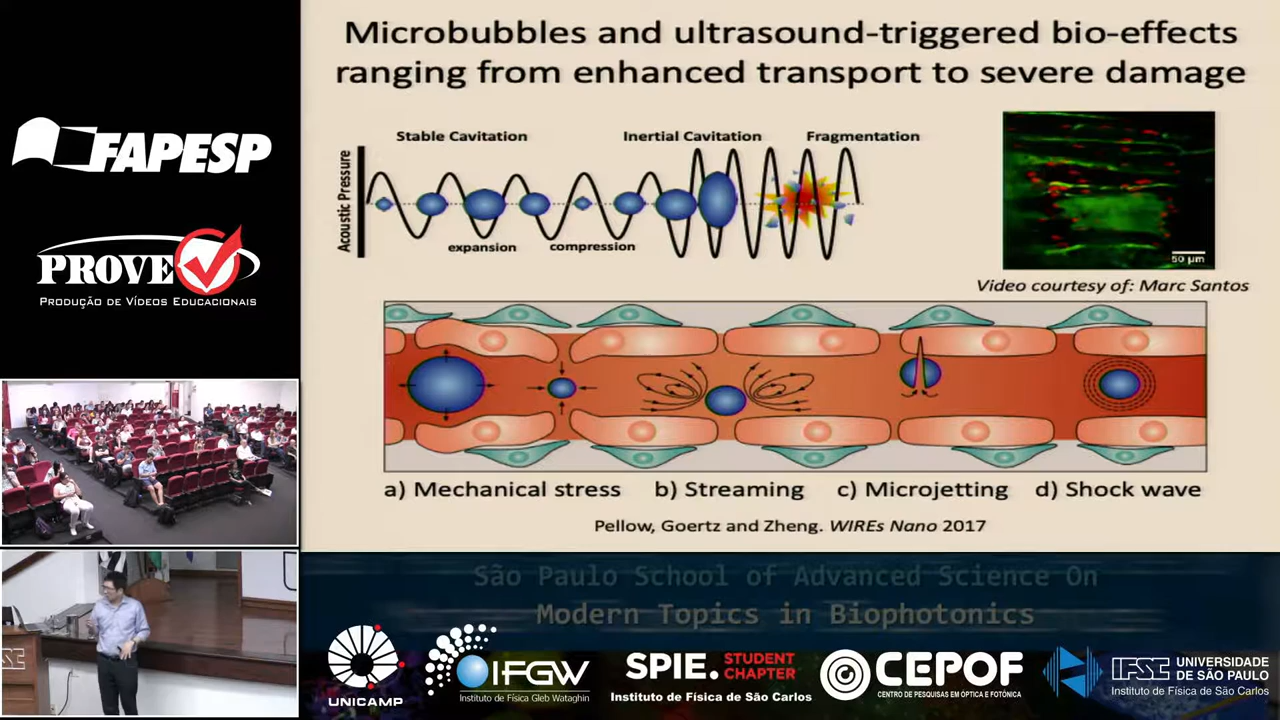 Microbubbles and ultrasound-triggered bio-effects
ranging from enhanced transport to severe damage
Stable Cavitation
Inertial Cavitation
Fragmentation
Acoustic Pressure
expansion
compression
50 µm
Video courtesy of: Marc Santos
a) Mechanical stress b) Streaming c) Microjetting d) Shock wave
Pellow, Goertz and Zheng. WIREs Nano 2017
FAPESP
PROVE
PRODUÇÃO DE VÍDEOS EDUCACIONAIS
São Paulo School of Advanced Science On
Modern Topics in Biophotonics
UNICAMP
IFGW
Instituto de Física Gleb Wataghin
SPIE. STUDENT
CHAPTER
Instituto de Física de São Carlos
CEPOF
CENTRO DE PESQUISAS EM ÓPTICA E FOTÔNICA
IFSC UNIVERSIDADE
DE SÃO PAULO
Instituto de Física de São Carlos